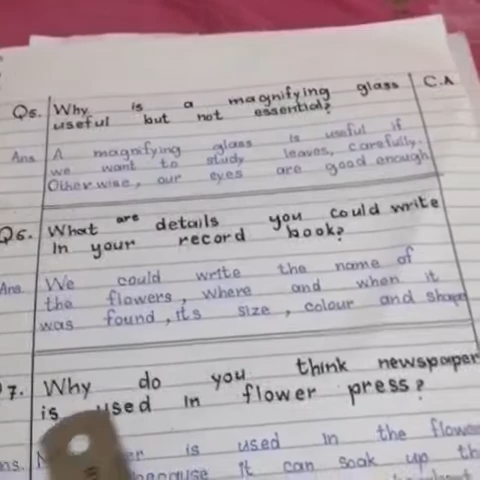 Q5. Why is a magnifying glass C.A
useful but not essential?
Ans A magnifying glass is useful if
we want to study leaves, carefully.
Otherwise, our eyes are good enough
Q6. What are details you could write
in your record book?
Ans. We could write the name of
the flowers, where and when it
was found, its size, colour and shape
7. Why do you think newspaper
is used in flower press?
ns. is used in the flower
because it can soak up th